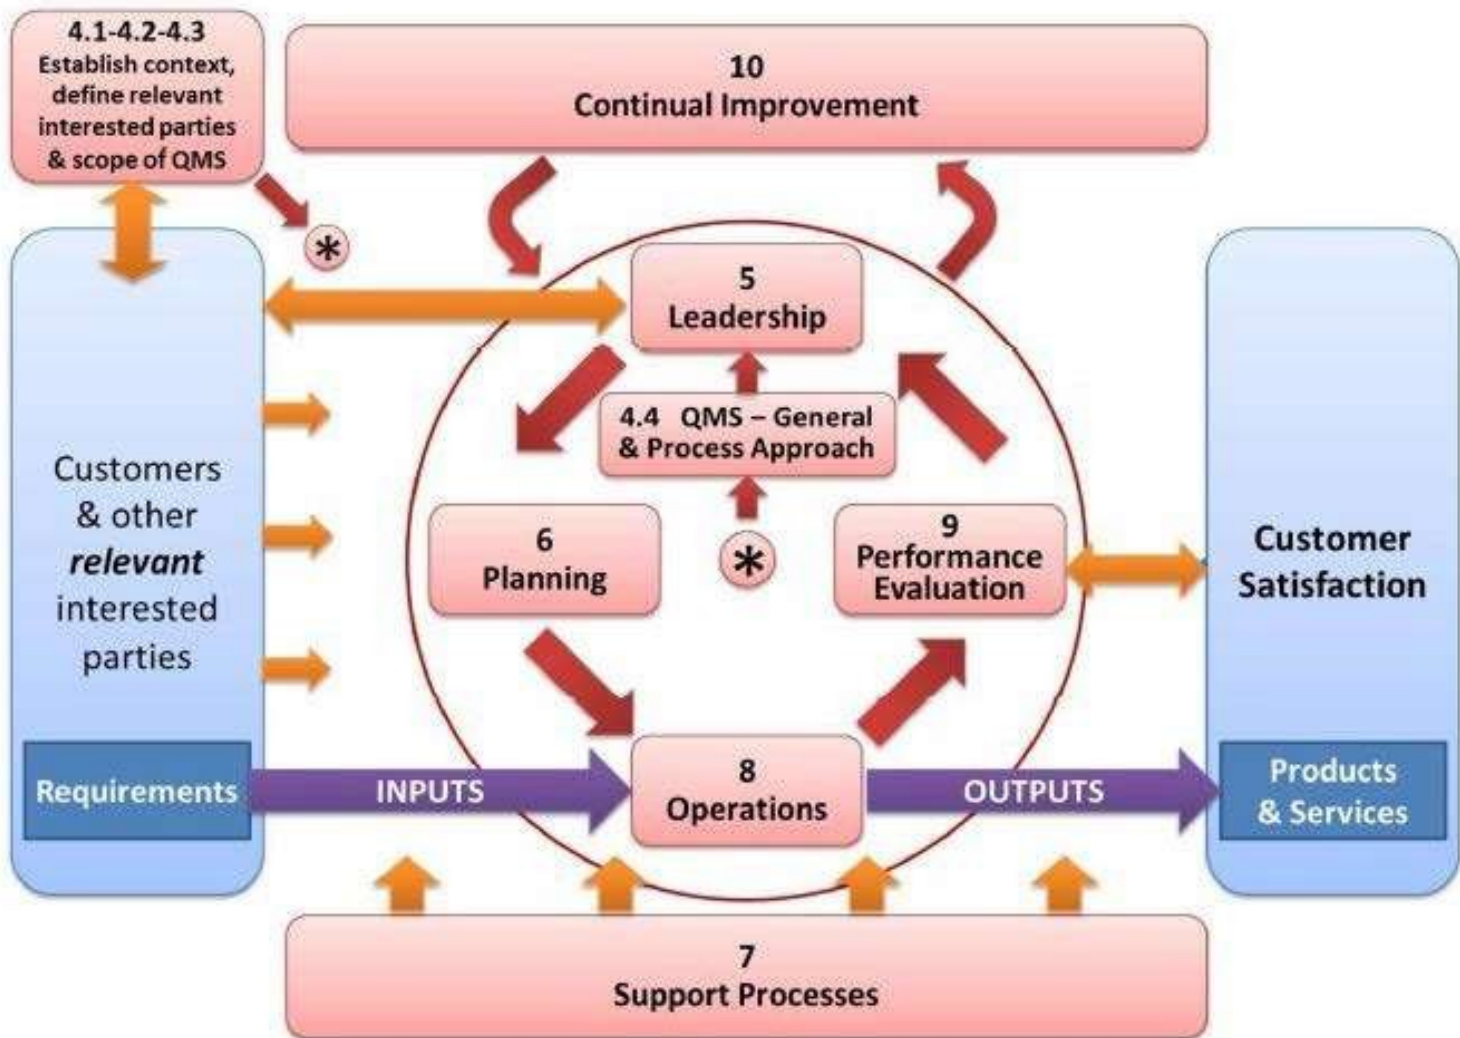 4.1-4.2-4.3
Establish context,
define relevant
interested parties
& scope of QMS
10
Continual Improvement
*
5
Leadership
4.4 QMS – General
& Process Approach
*
6
Planning
9
Performance
Evaluation
8
Operations
Customers
& other
relevant
interested
parties
Requirements
INPUTS
OUTPUTS
Customer
Satisfaction
Products
& Services
7
Support Processes